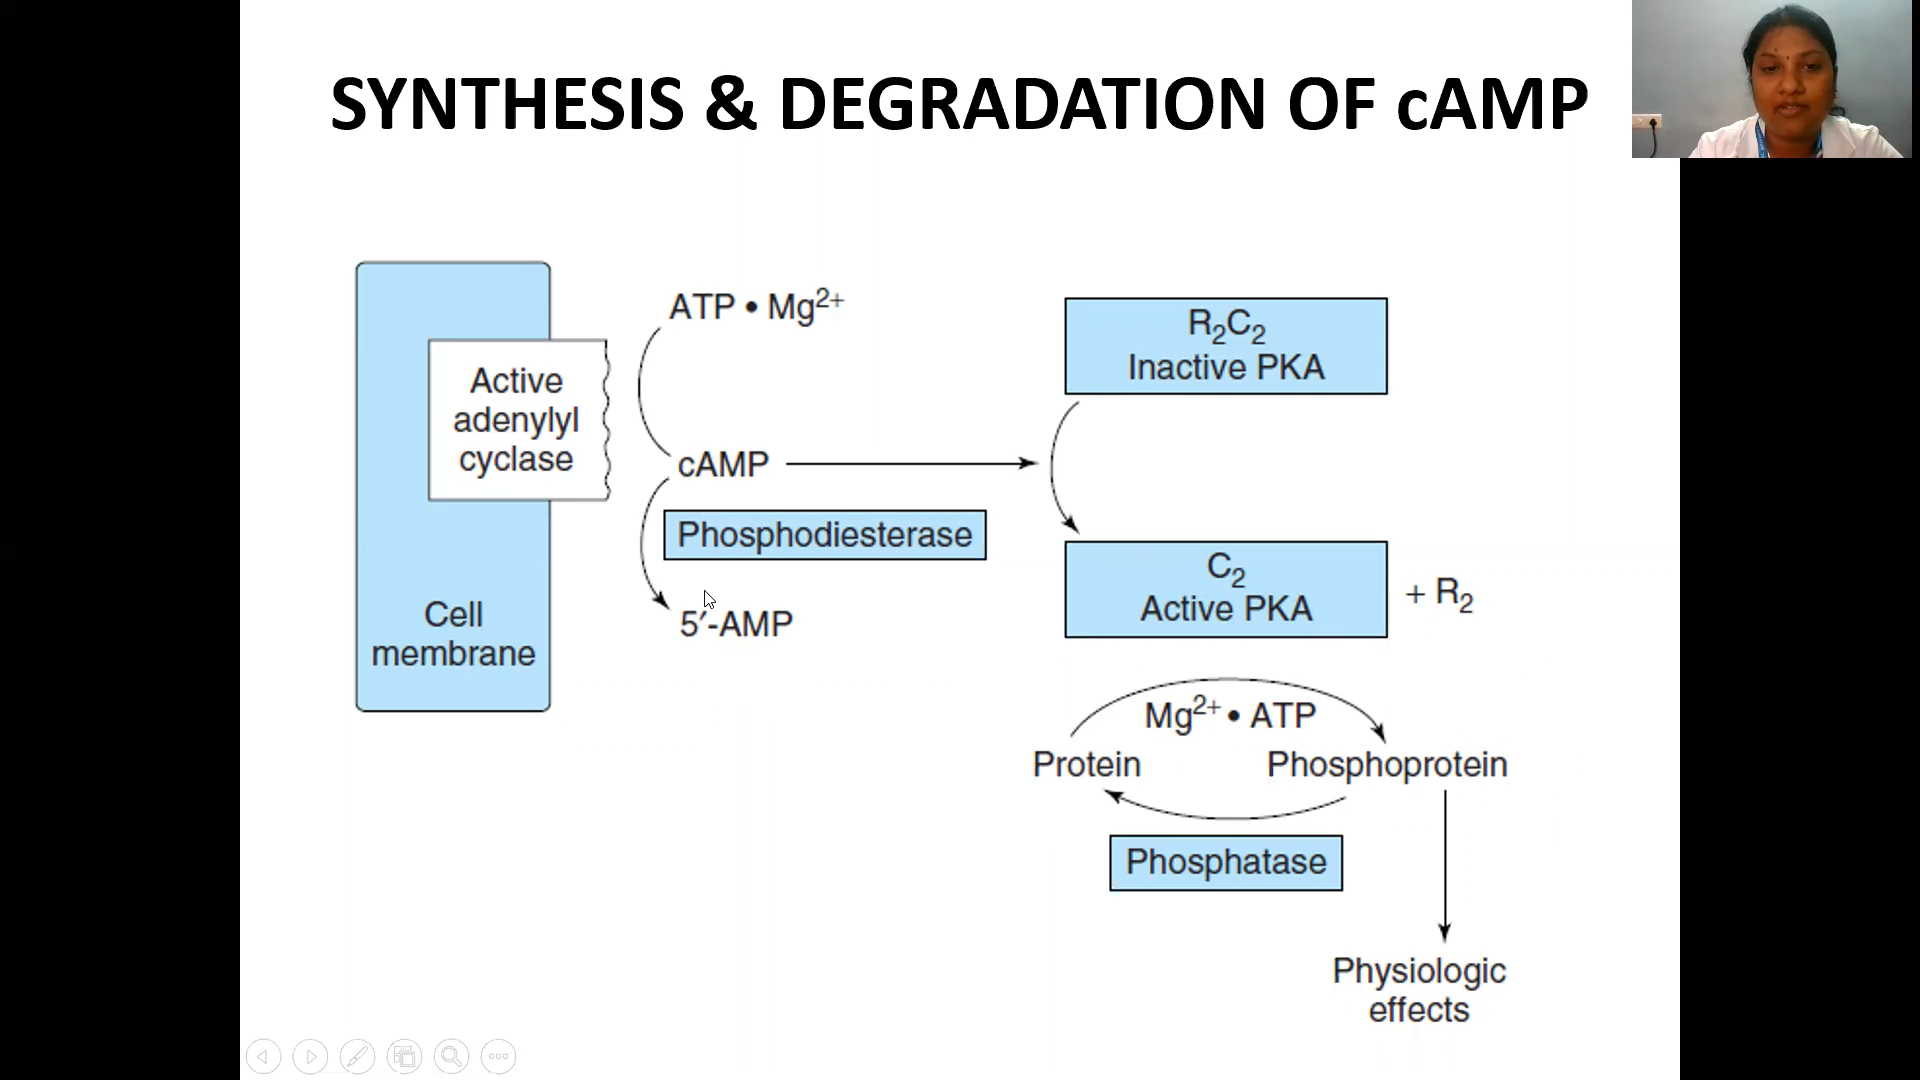 SYNTHESIS & DEGRADATION OF cAMP
ATP • Mg²⁺
Active
adenylyl
cyclase
cAMP
Phosphodiesterase
5′-AMP
Cell
membrane
R₂C₂
Inactive PKA
C₂
Active PKA
+ R₂
Mg²⁺ • ATP
Protein
Phosphoprotein
Phosphatase
Physiologic
effects